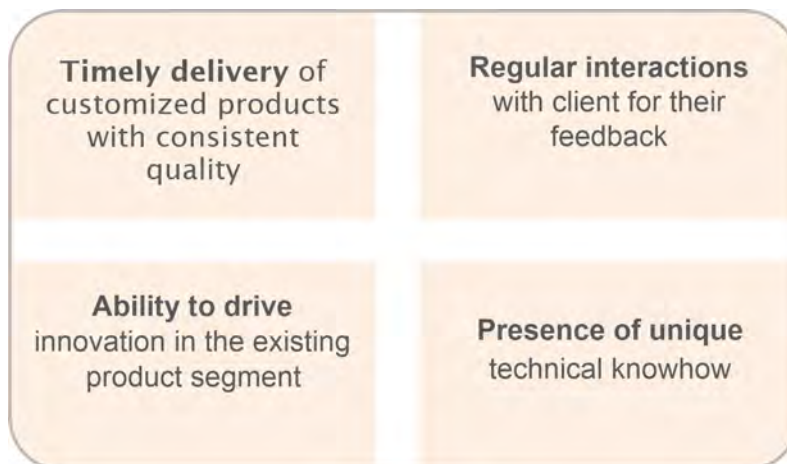 Timely delivery of
customized products
with consistent
quality
Regular interactions
with client for their
feedback
Ability to drive
innovation in the existing
product segment
Presence of unique
technical knowhow